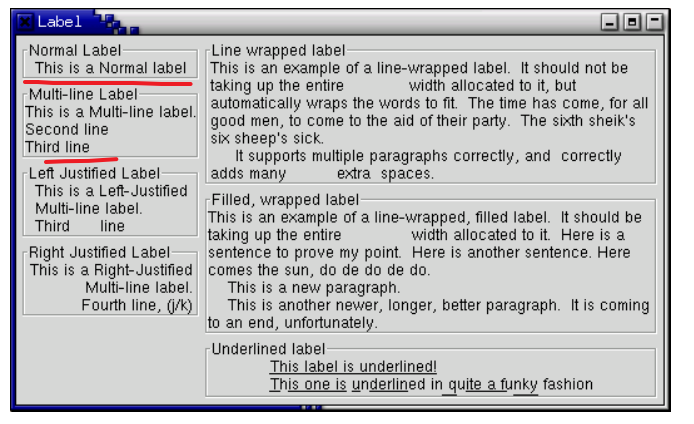 Label
Normal Label
This is a Normal label
Multi-line Label
This is a Multi-line label.
Second line
Third line
Left Justified Label
This is a Left-Justified
Multi-line label.
Third      line
Right Justified Label
This is a Right-Justified
Multi-line label.
Fourth line, (j/k)
Line wrapped label
This is an example of a line-wrapped label.  It should not be
taking up the entire             width allocated to it, but
automatically wraps the words to fit.  The time has come, for all
good men, to come to the aid of their party.  The sixth sheik's
six sheep's sick.
     It supports multiple paragraphs correctly, and  correctly
adds many          extra  spaces.
Filled, wrapped label
This is an example of a line-wrapped, filled label.  It should be
taking up the entire              width allocated to it.  Here is a
sentence to prove my point.  Here is another sentence. Here
comes the sun, do de do de do.
    This is a new paragraph.
    This is another newer, longer, better paragraph.  It is coming
to an end, unfortunately.
Underlined label
This label is underlined!
This one is underlined in quite a funky fashion